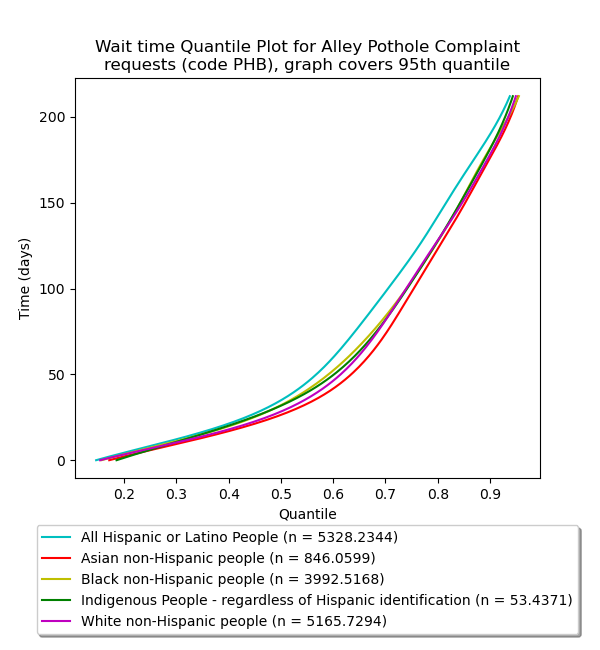 Wait time Quantile Plot for Alley Pothole Complaint
requests (code PHB), graph covers 95th quantile
200
150
100
50
0
Time (days)
0.2 0.3 0.4 0.5 0.6 0.7 0.8 0.9
Quantile
All Hispanic or Latino People (n = 5328.2344)
Asian non-Hispanic people (n = 846.0599)
Black non-Hispanic people (n = 3992.5168)
Indigenous People - regardless of Hispanic identification (n = 53.4371)
White non-Hispanic people (n = 5165.7294)